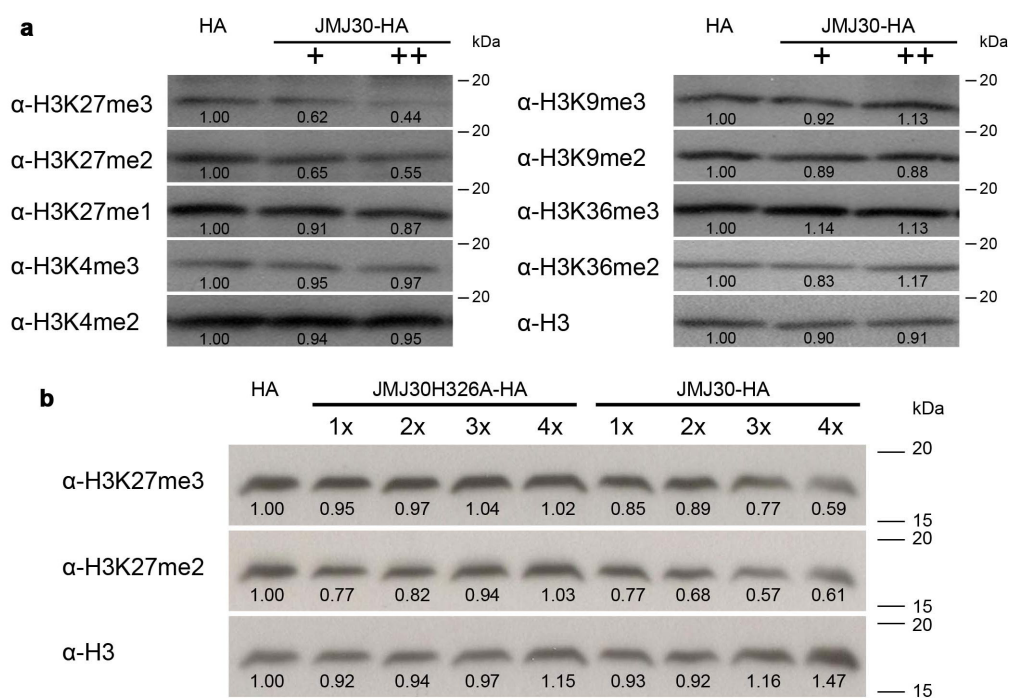 a
HA JMJ30-HA kDa
+ ++
α-H3K27me3 – 20
1.00 0.62 0.44
α-H3K27me2 – 20
1.00 0.65 0.55
α-H3K27me1 – 20
1.00 0.91 0.87
α-H3K4me3 – 20
1.00 0.95 0.97
α-H3K4me2 – 20
1.00 0.94 0.95
HA JMJ30-HA kDa
+ ++
α-H3K9me3 – 20
1.00 0.92 1.13
α-H3K9me2 – 20
1.00 0.89 0.88
α-H3K36me3 – 20
1.00 1.14 1.13
α-H3K36me2 – 20
1.00 0.83 1.17
α-H3 – 20
1.00 0.90 0.91
b
HA JMJ30H326A-HA JMJ30-HA kDa
1x 2x 3x 4x 1x 2x 3x 4x
20
α-H3K27me3
1.00 0.95 0.97 1.04 1.02 0.85 0.89 0.77 0.59
15
20
α-H3K27me2
1.00 0.77 0.82 0.94 1.03 0.77 0.68 0.57 0.61
15
20
α-H3
1.00 0.92 0.94 0.97 1.15 0.93 0.92 1.16 1.47
15